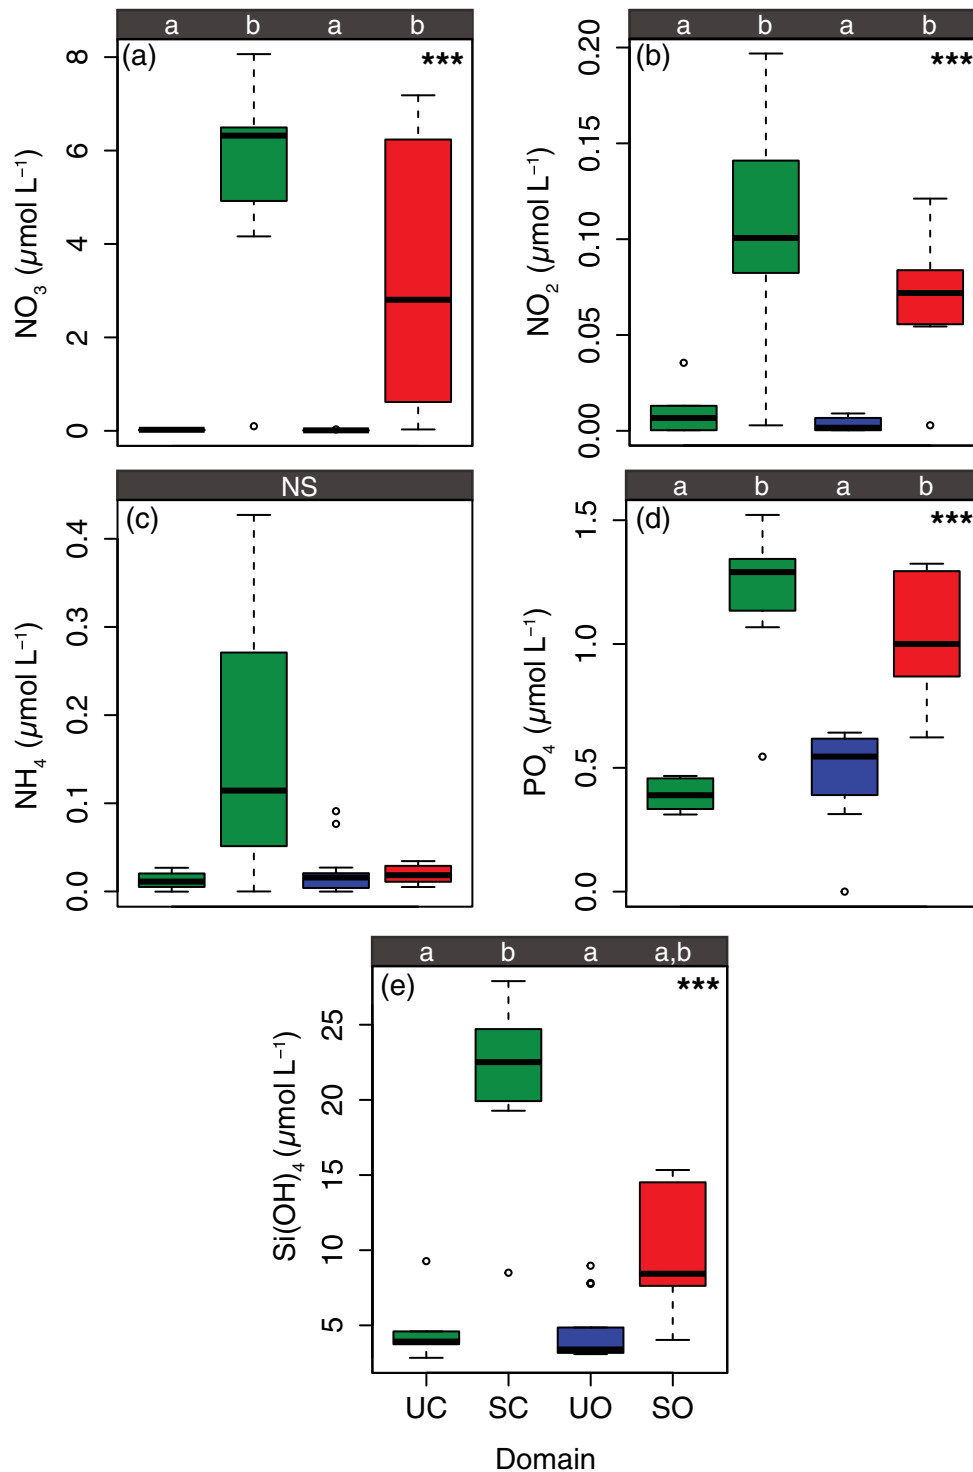 a b a b
(a) ***
8
6
4
2
0
NO₃ (µmol L⁻¹)
a b a b
(b) ***
0.20
0.15
0.10
0.05
0.00
NO₂ (µmol L⁻¹)
NS
(c)
0.4
0.3
0.2
0.1
0.0
NH₄ (µmol L⁻¹)
a b a b
(d) ***
1.5
1.0
0.5
0.0
PO₄ (µmol L⁻¹)
a b a a,b
(e) ***
25
20
15
10
5
Si(OH)₄ (µmol L⁻¹)
UC SC UO SO
Domain